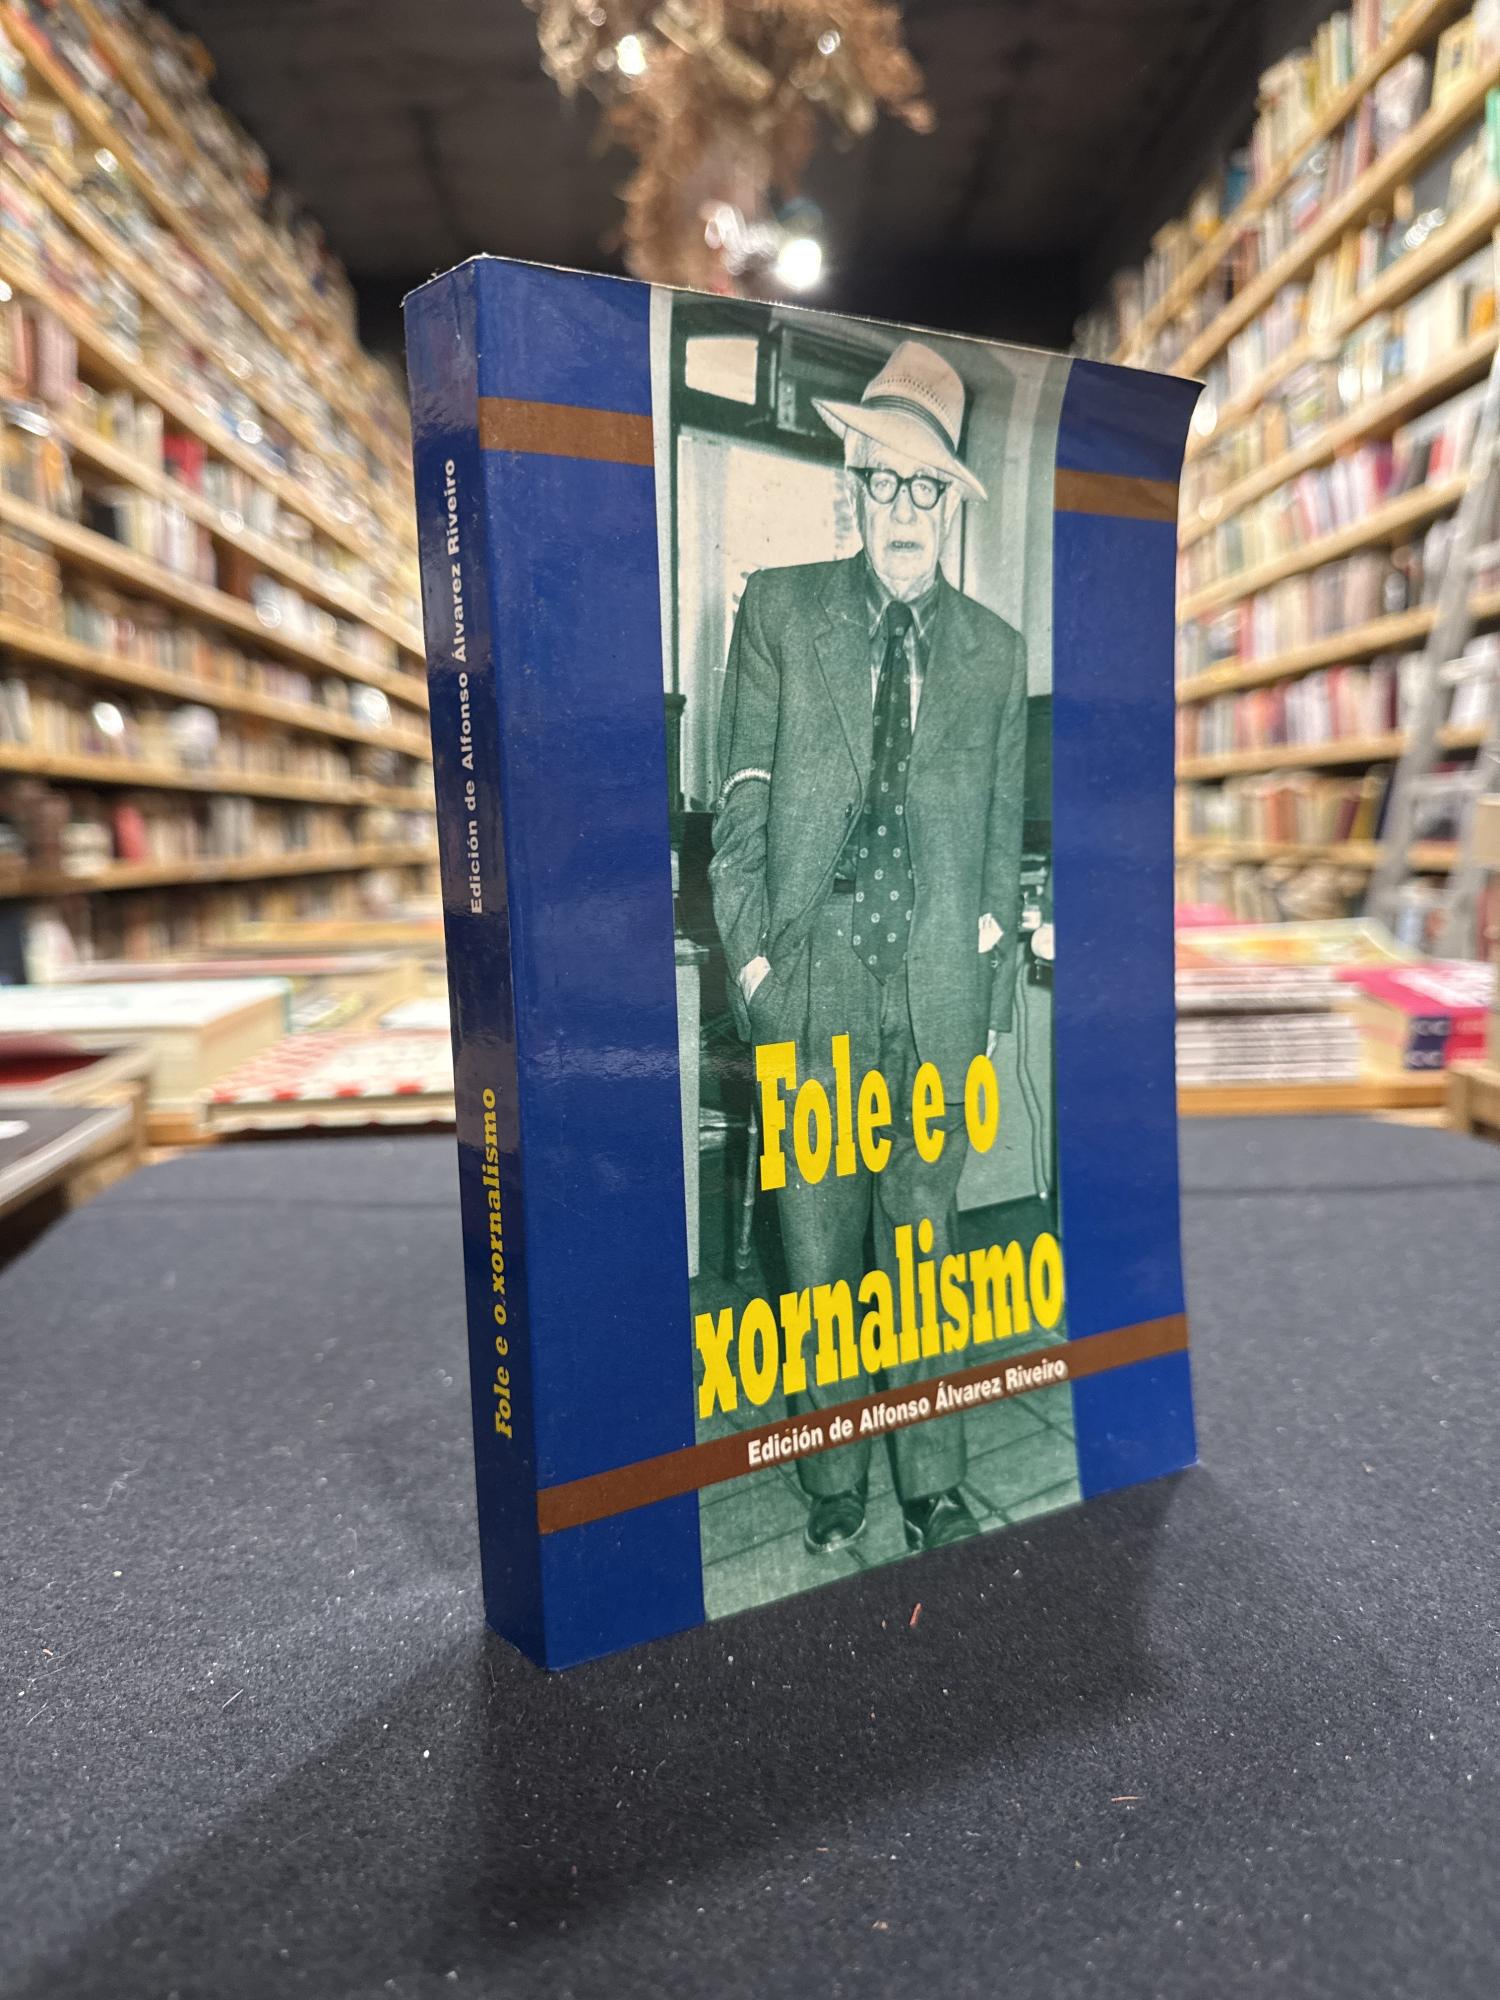 Edición de Alfonso Álvarez Riveiro
Fole e o xornalismo
Fole e o
xornalismo
Edición de Alfonso Álvarez Riveiro